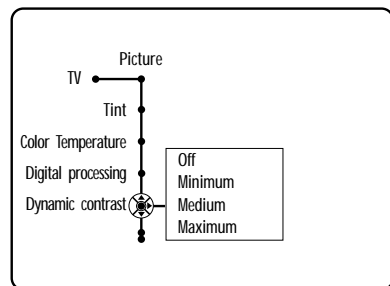 Picture
TV
Tint
Color Temperature
Digital processing
Dynamic contrast
Off
Minimum
Medium
Maximum